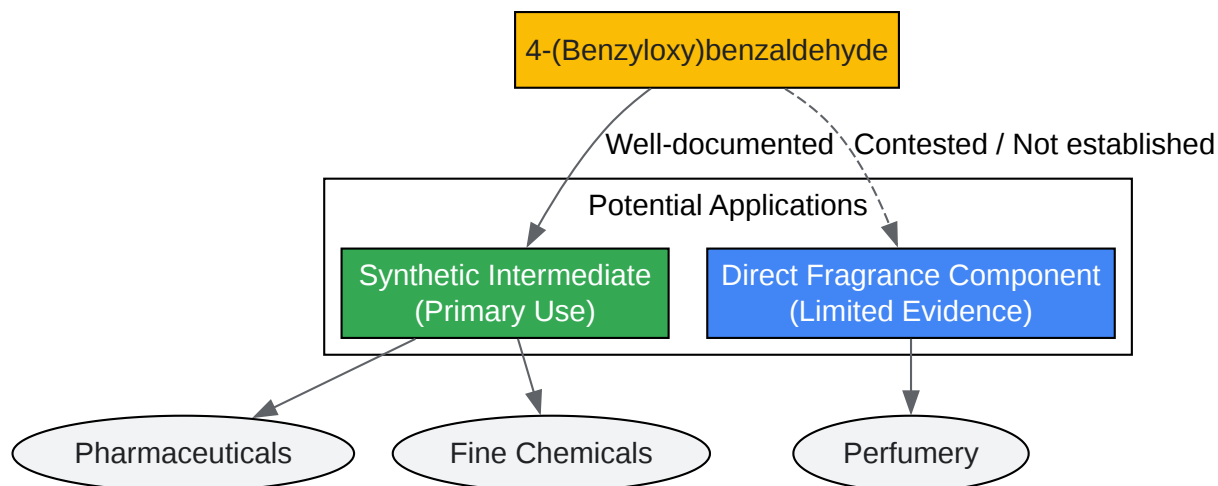 4-(Benzyloxy)benzaldehyde
Well-documented
Contested / Not established
Potential Applications
Synthetic Intermediate
(Primary Use)
Direct Fragrance Component
(Limited Evidence)
Pharmaceuticals
Fine Chemicals
Perfumery